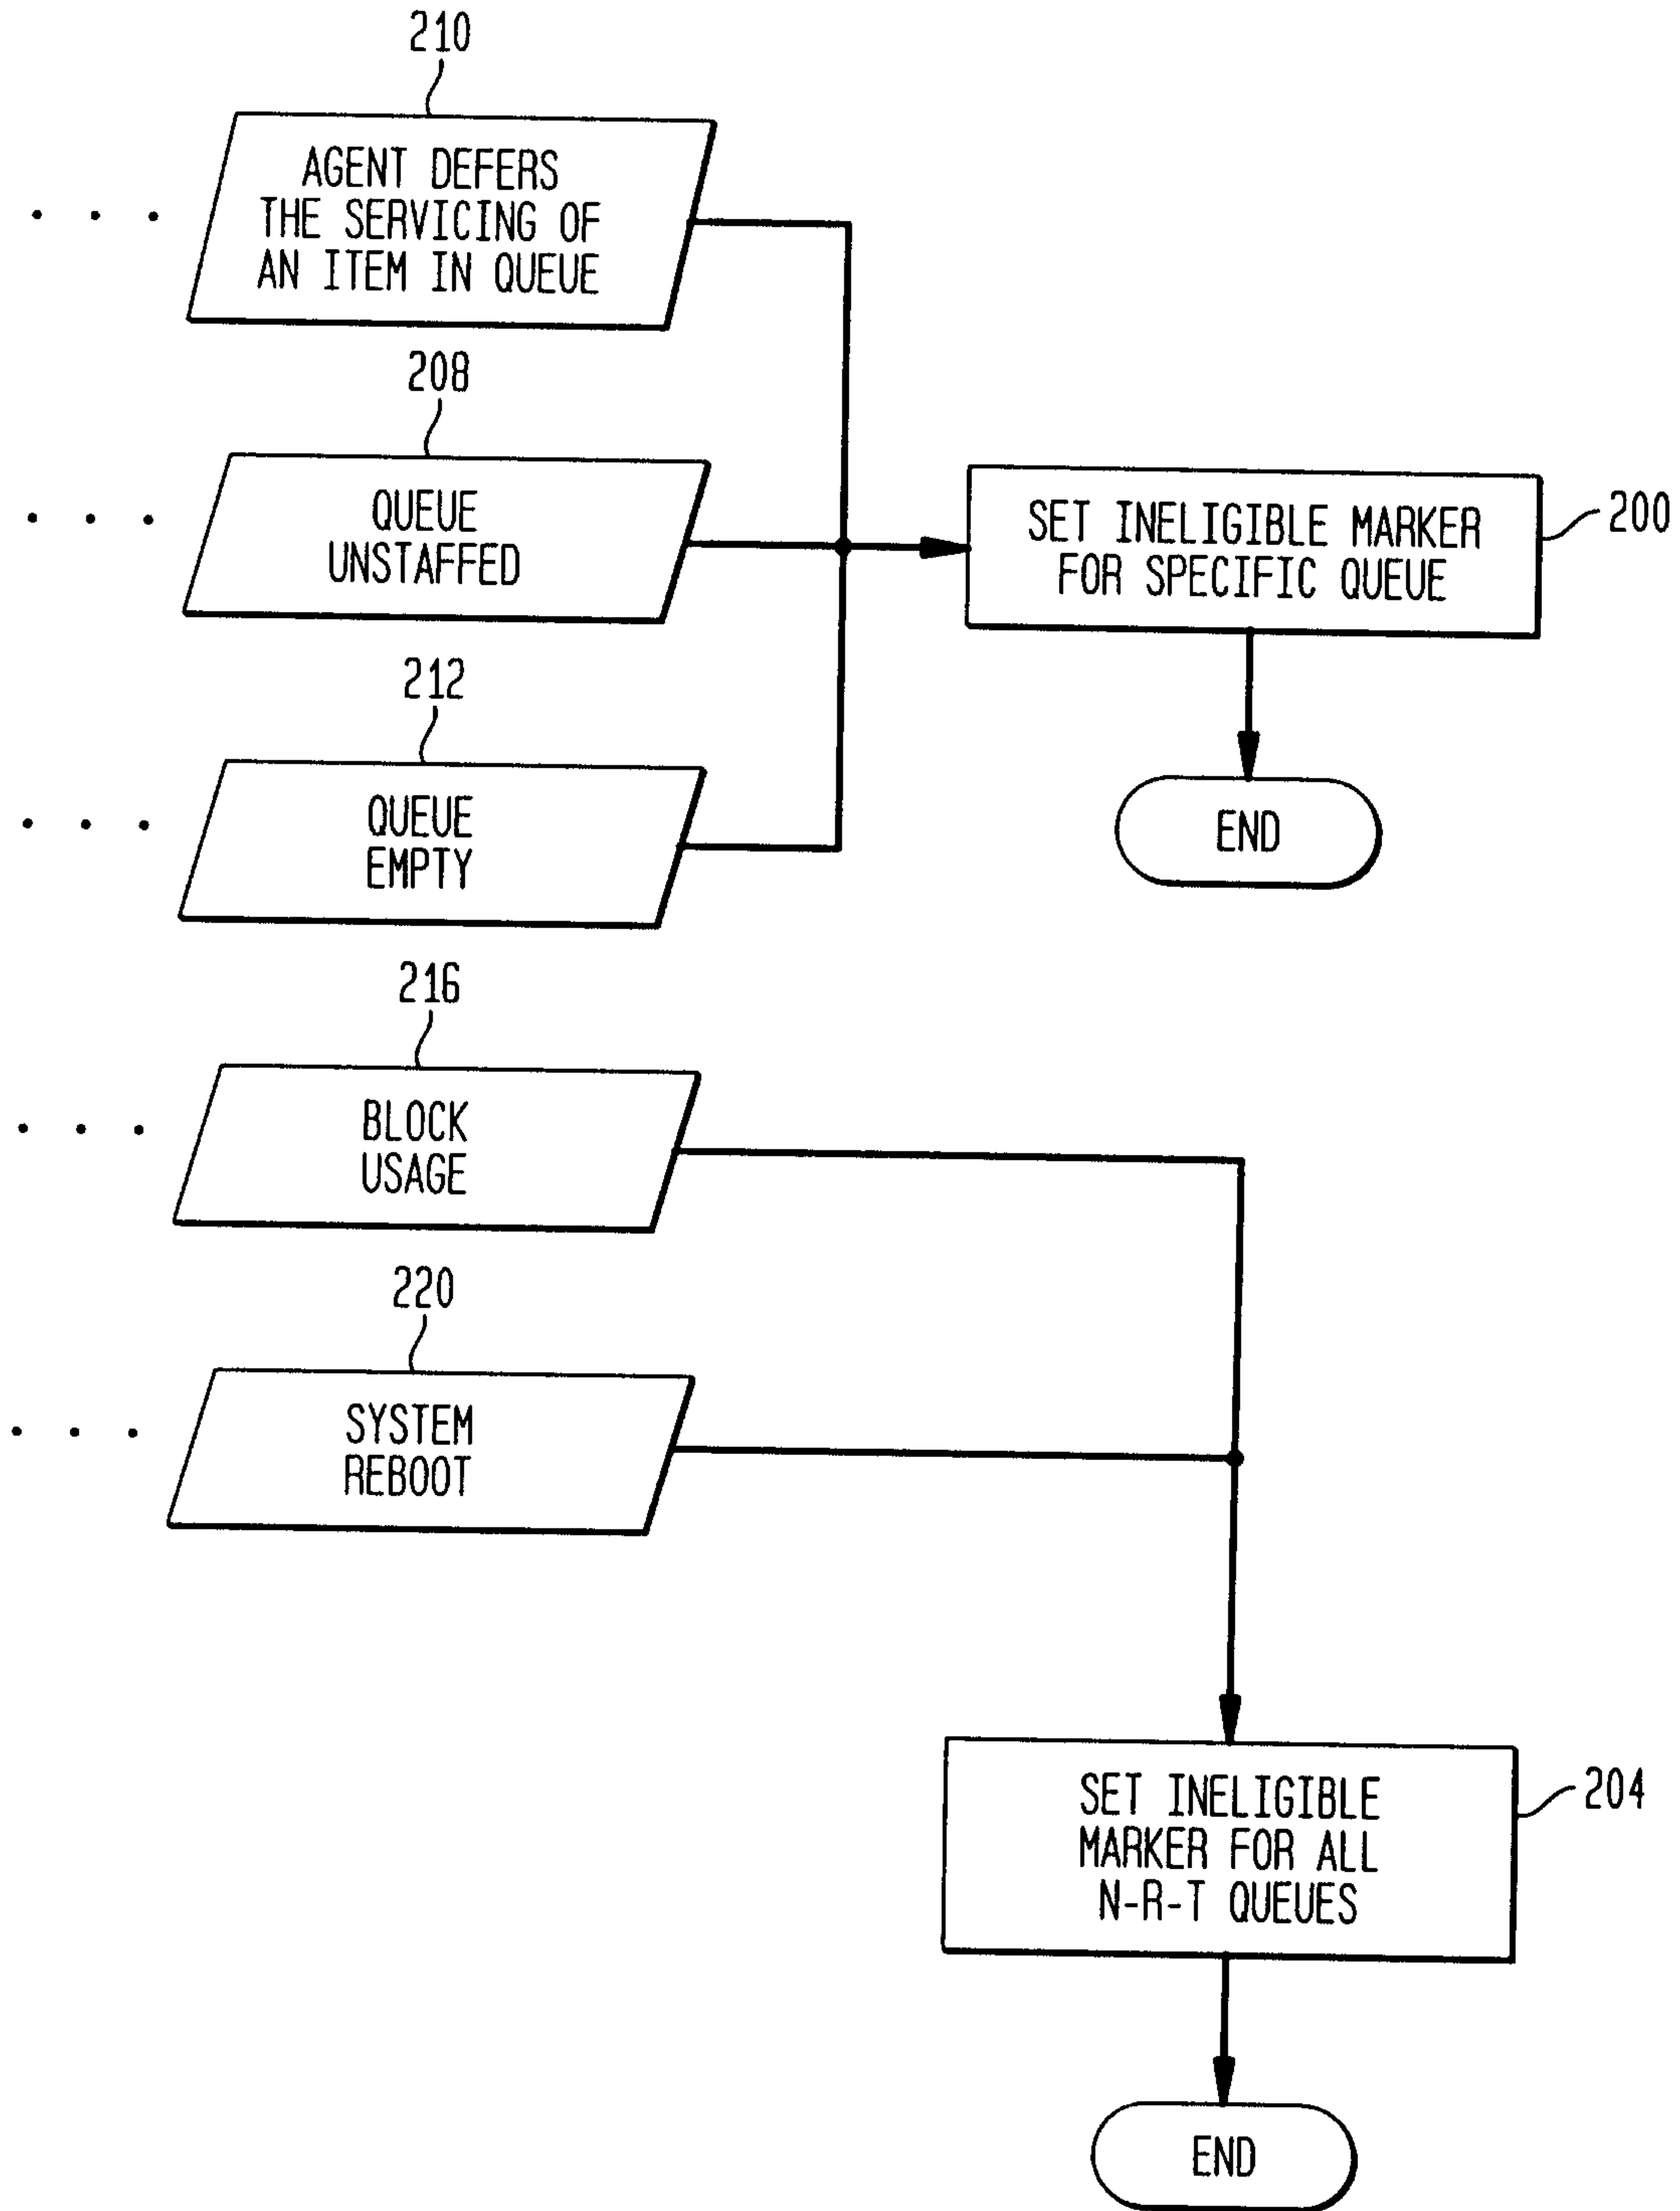 210
AGENT DEFERS
THE SERVICING OF
AN ITEM IN QUEUE
208
QUEUE
UNSTAFFED
SET INELIGIBLE MARKER
FOR SPECIFIC QUEUE
200
212
QUEUE
EMPTY
END
216
BLOCK
USAGE
220
SYSTEM
REBOOT
SET INELIGIBLE
MARKER FOR ALL
N-R-T QUEUES
204
END